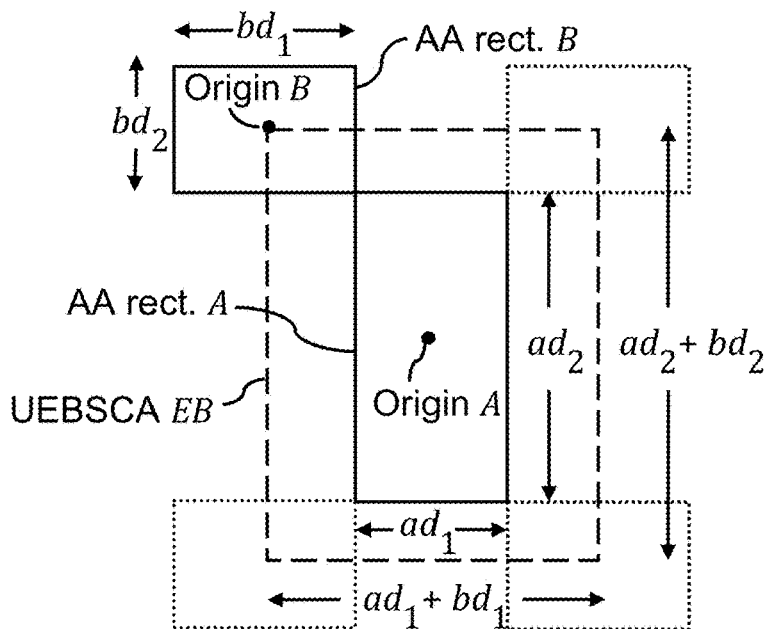 bd₁
AA rect. B
Origin B
bd₂
AA rect. A
ad₂
ad₂ + bd₂
Origin A
UEBSCA EB
ad₁
ad₁ + bd₁